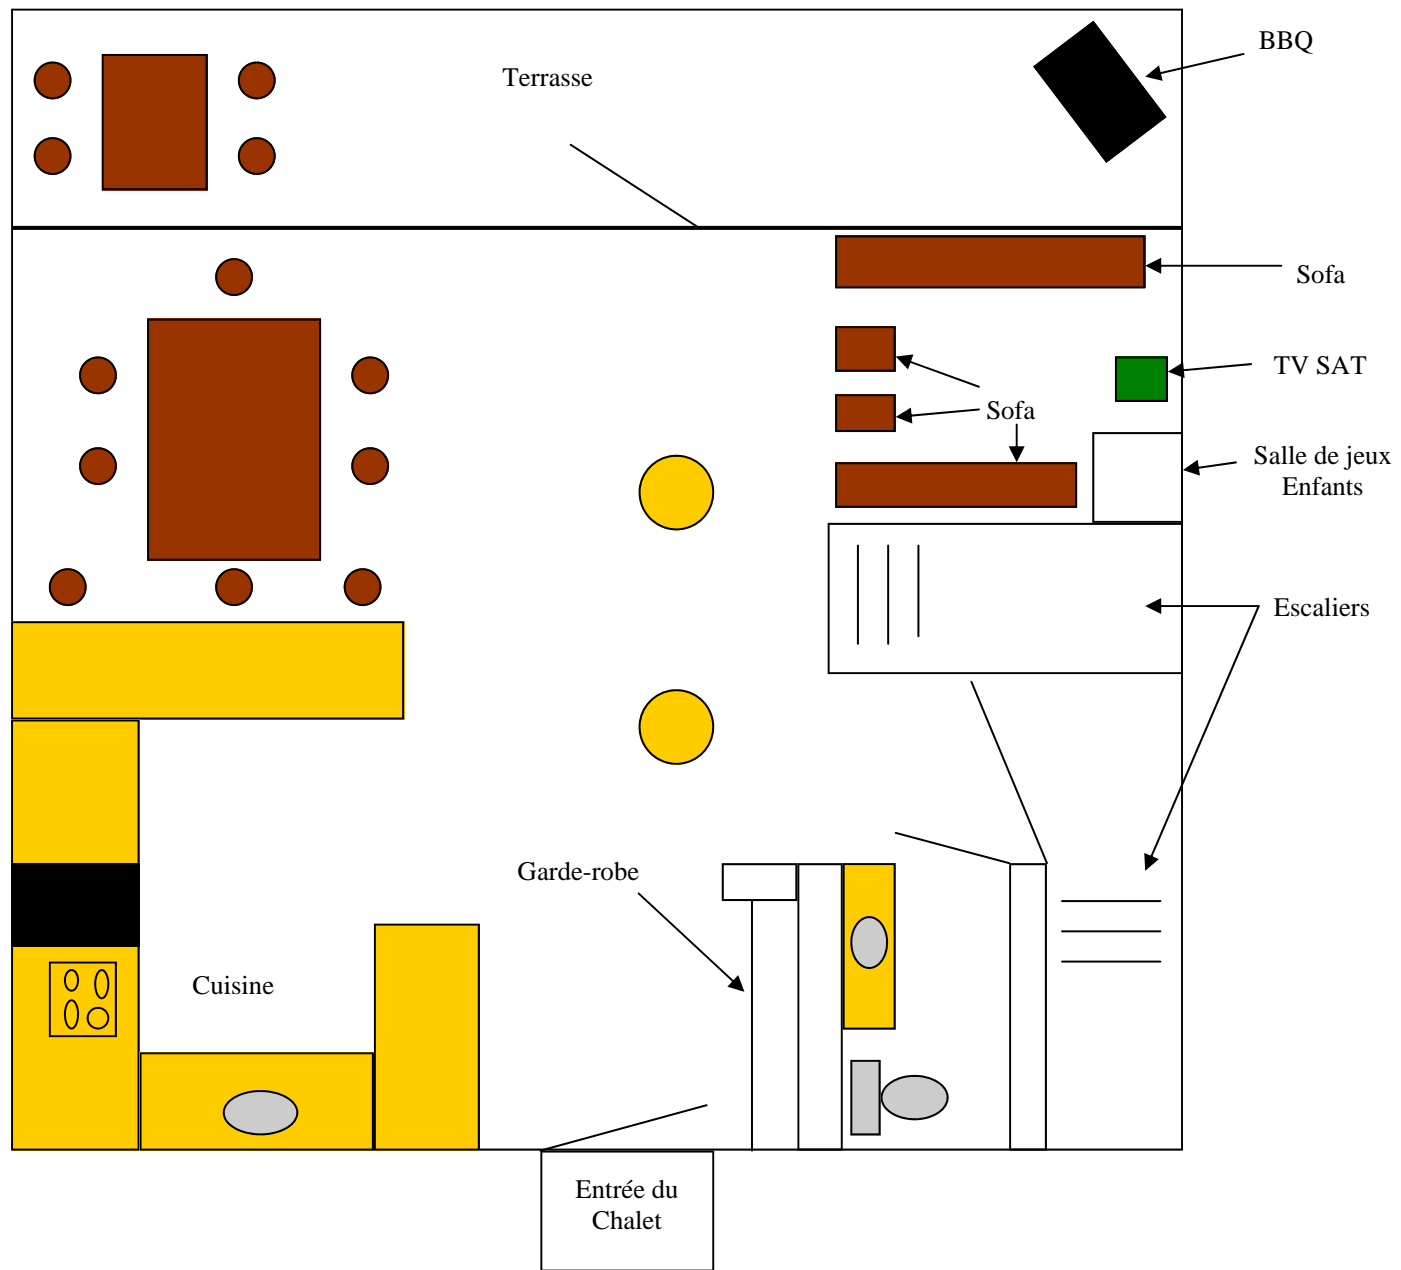 BBQ
Terrasse
Sofa
TV SAT
Sofa
Salle de jeux
Enfants
Escaliers
Garde-robe
Cuisine
Entrée du
Chalet